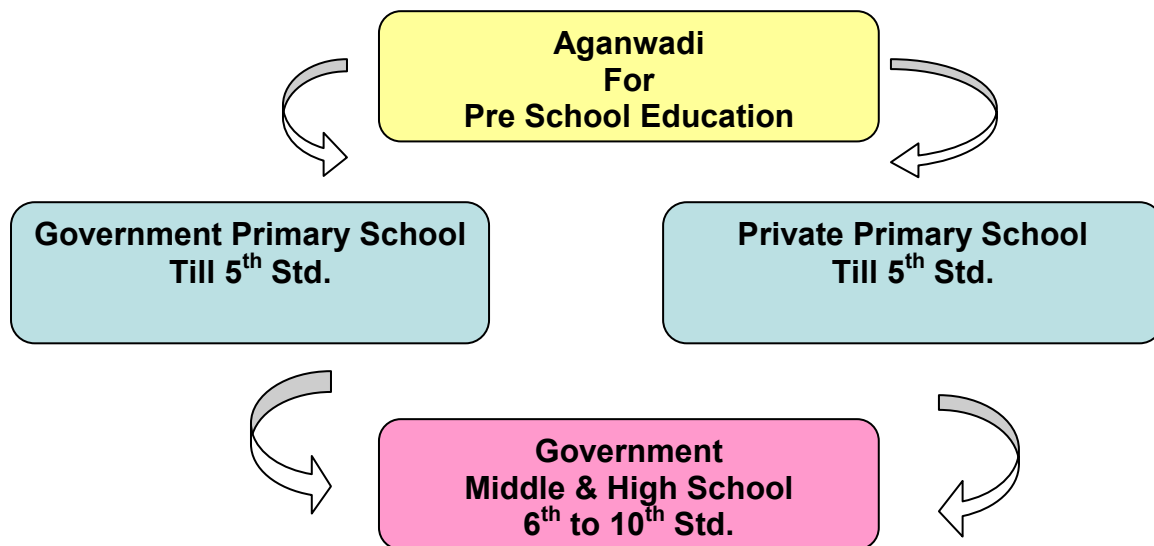 Aganwadi
For
Pre School Education
Government Primary School
Till 5th Std.
Private Primary School
Till 5th Std.
Government
Middle & High School
6th to 10th Std.